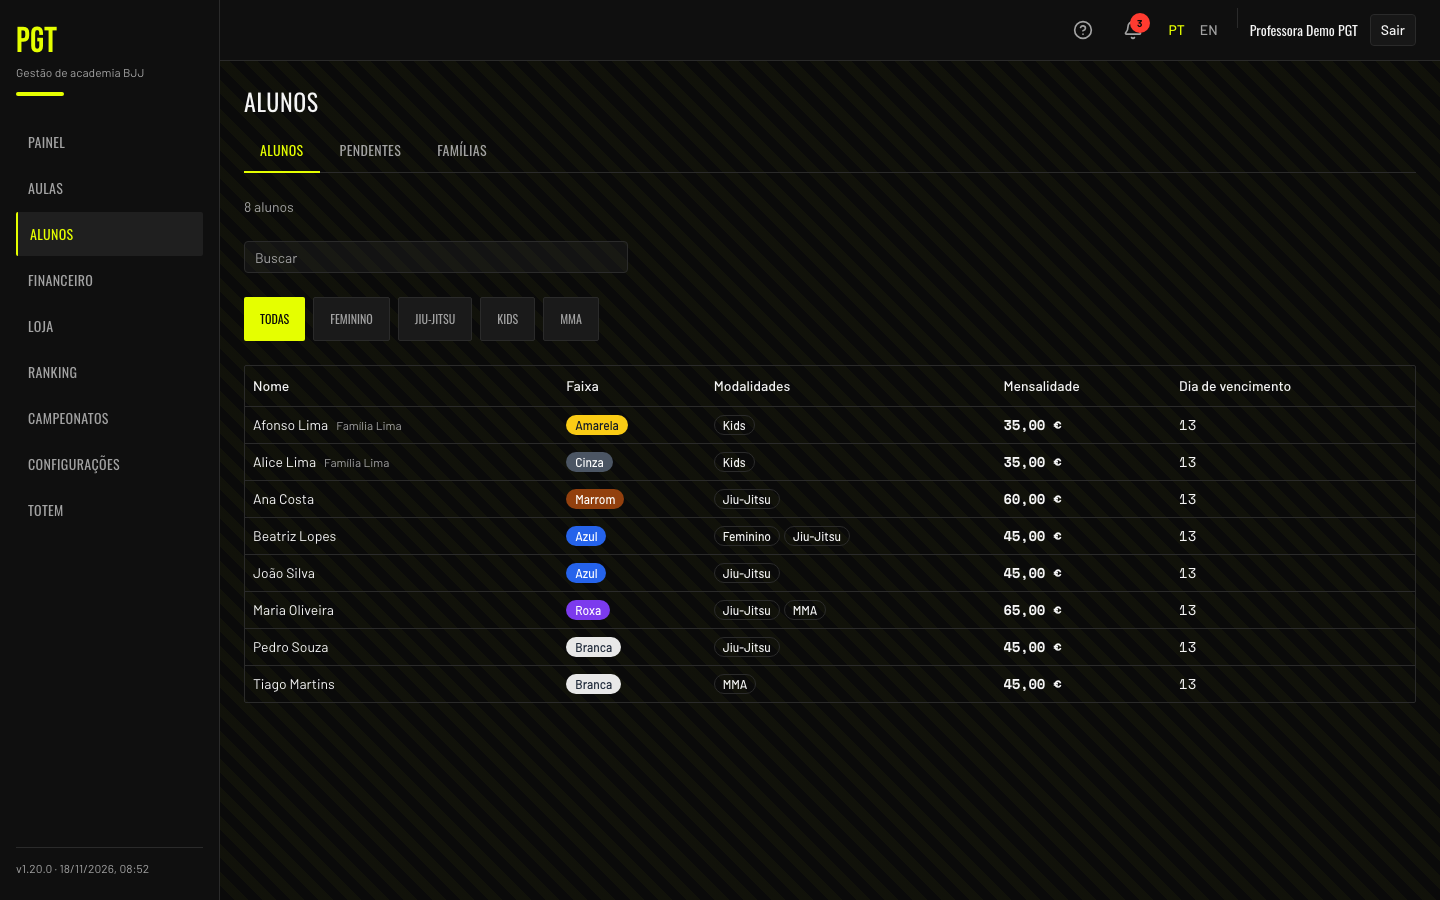 PGT
Gestão de academia BJJ
PAINEL
AULAS
ALUNOS
FINANCEIRO
LOJA
RANKING
CAMPEONATOS
CONFIGURAÇÕES
TOTEM
v1.20.0 · 18/11/2026, 08:52
3 PT EN Professora Demo PGT Sair
ALUNOS
ALUNOS PENDENTES FAMÍLIAS
8 alunos
Buscar
TODAS FEMININO JIU-JITSU KIDS MMA
Nome Faixa Modalidades Mensalidade Dia de vencimento
Afonso Lima Família Lima Amarela Kids 35,00 € 13
Alice Lima Família Lima Cinza Kids 35,00 € 13
Ana Costa Marrom Jiu-Jitsu 60,00 € 13
Beatriz Lopes Azul Feminino Jiu-Jitsu 45,00 € 13
João Silva Azul Jiu-Jitsu 45,00 € 13
Maria Oliveira Roxa Jiu-Jitsu MMA 65,00 € 13
Pedro Souza Branca Jiu-Jitsu 45,00 € 13
Tiago Martins Branca MMA 45,00 € 13